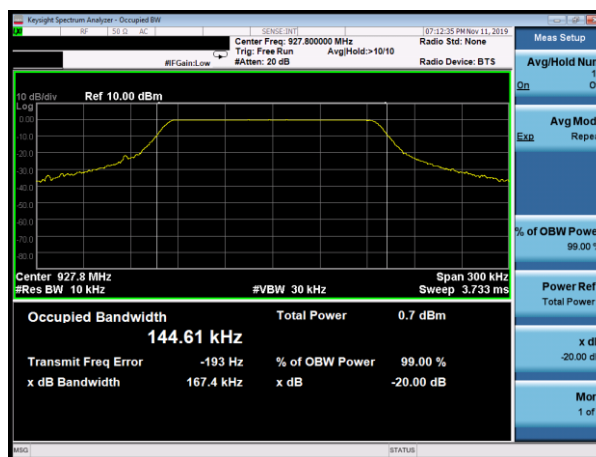 Keysight Spectrum Analyzer - Occupied BW
RF 50 Ω AC SENSE:INT 07:12:35 PM Nov 11, 2019
Center Freq: 927.800000 MHz Radio Std: None
Trig: Free Run Avg|Hold:>10/10
#IFGain:Low #Atten: 20 dB Radio Device: BTS
10 dB/div Ref 10.00 dBm
Log
0.00
-10.0
-20.0
-30.0
-40.0
-50.0
-60.0
-70.0
-80.0
Center 927.8 MHz Span 300 kHz
#Res BW 10 kHz #VBW 30 kHz Sweep 3.733 ms
Occupied Bandwidth Total Power 0.7 dBm
144.61 kHz
Transmit Freq Error -193 Hz % of OBW Power 99.00 %
x dB Bandwidth 167.4 kHz x dB -20.00 dB
MSG STATUS
Meas Setup
Avg/Hold Num
1
On O
Avg Mode
Exp Repea
% of OBW Power
99.00 %
Power Ref
Total Power
x dB
-20.00 dB
More
1 of